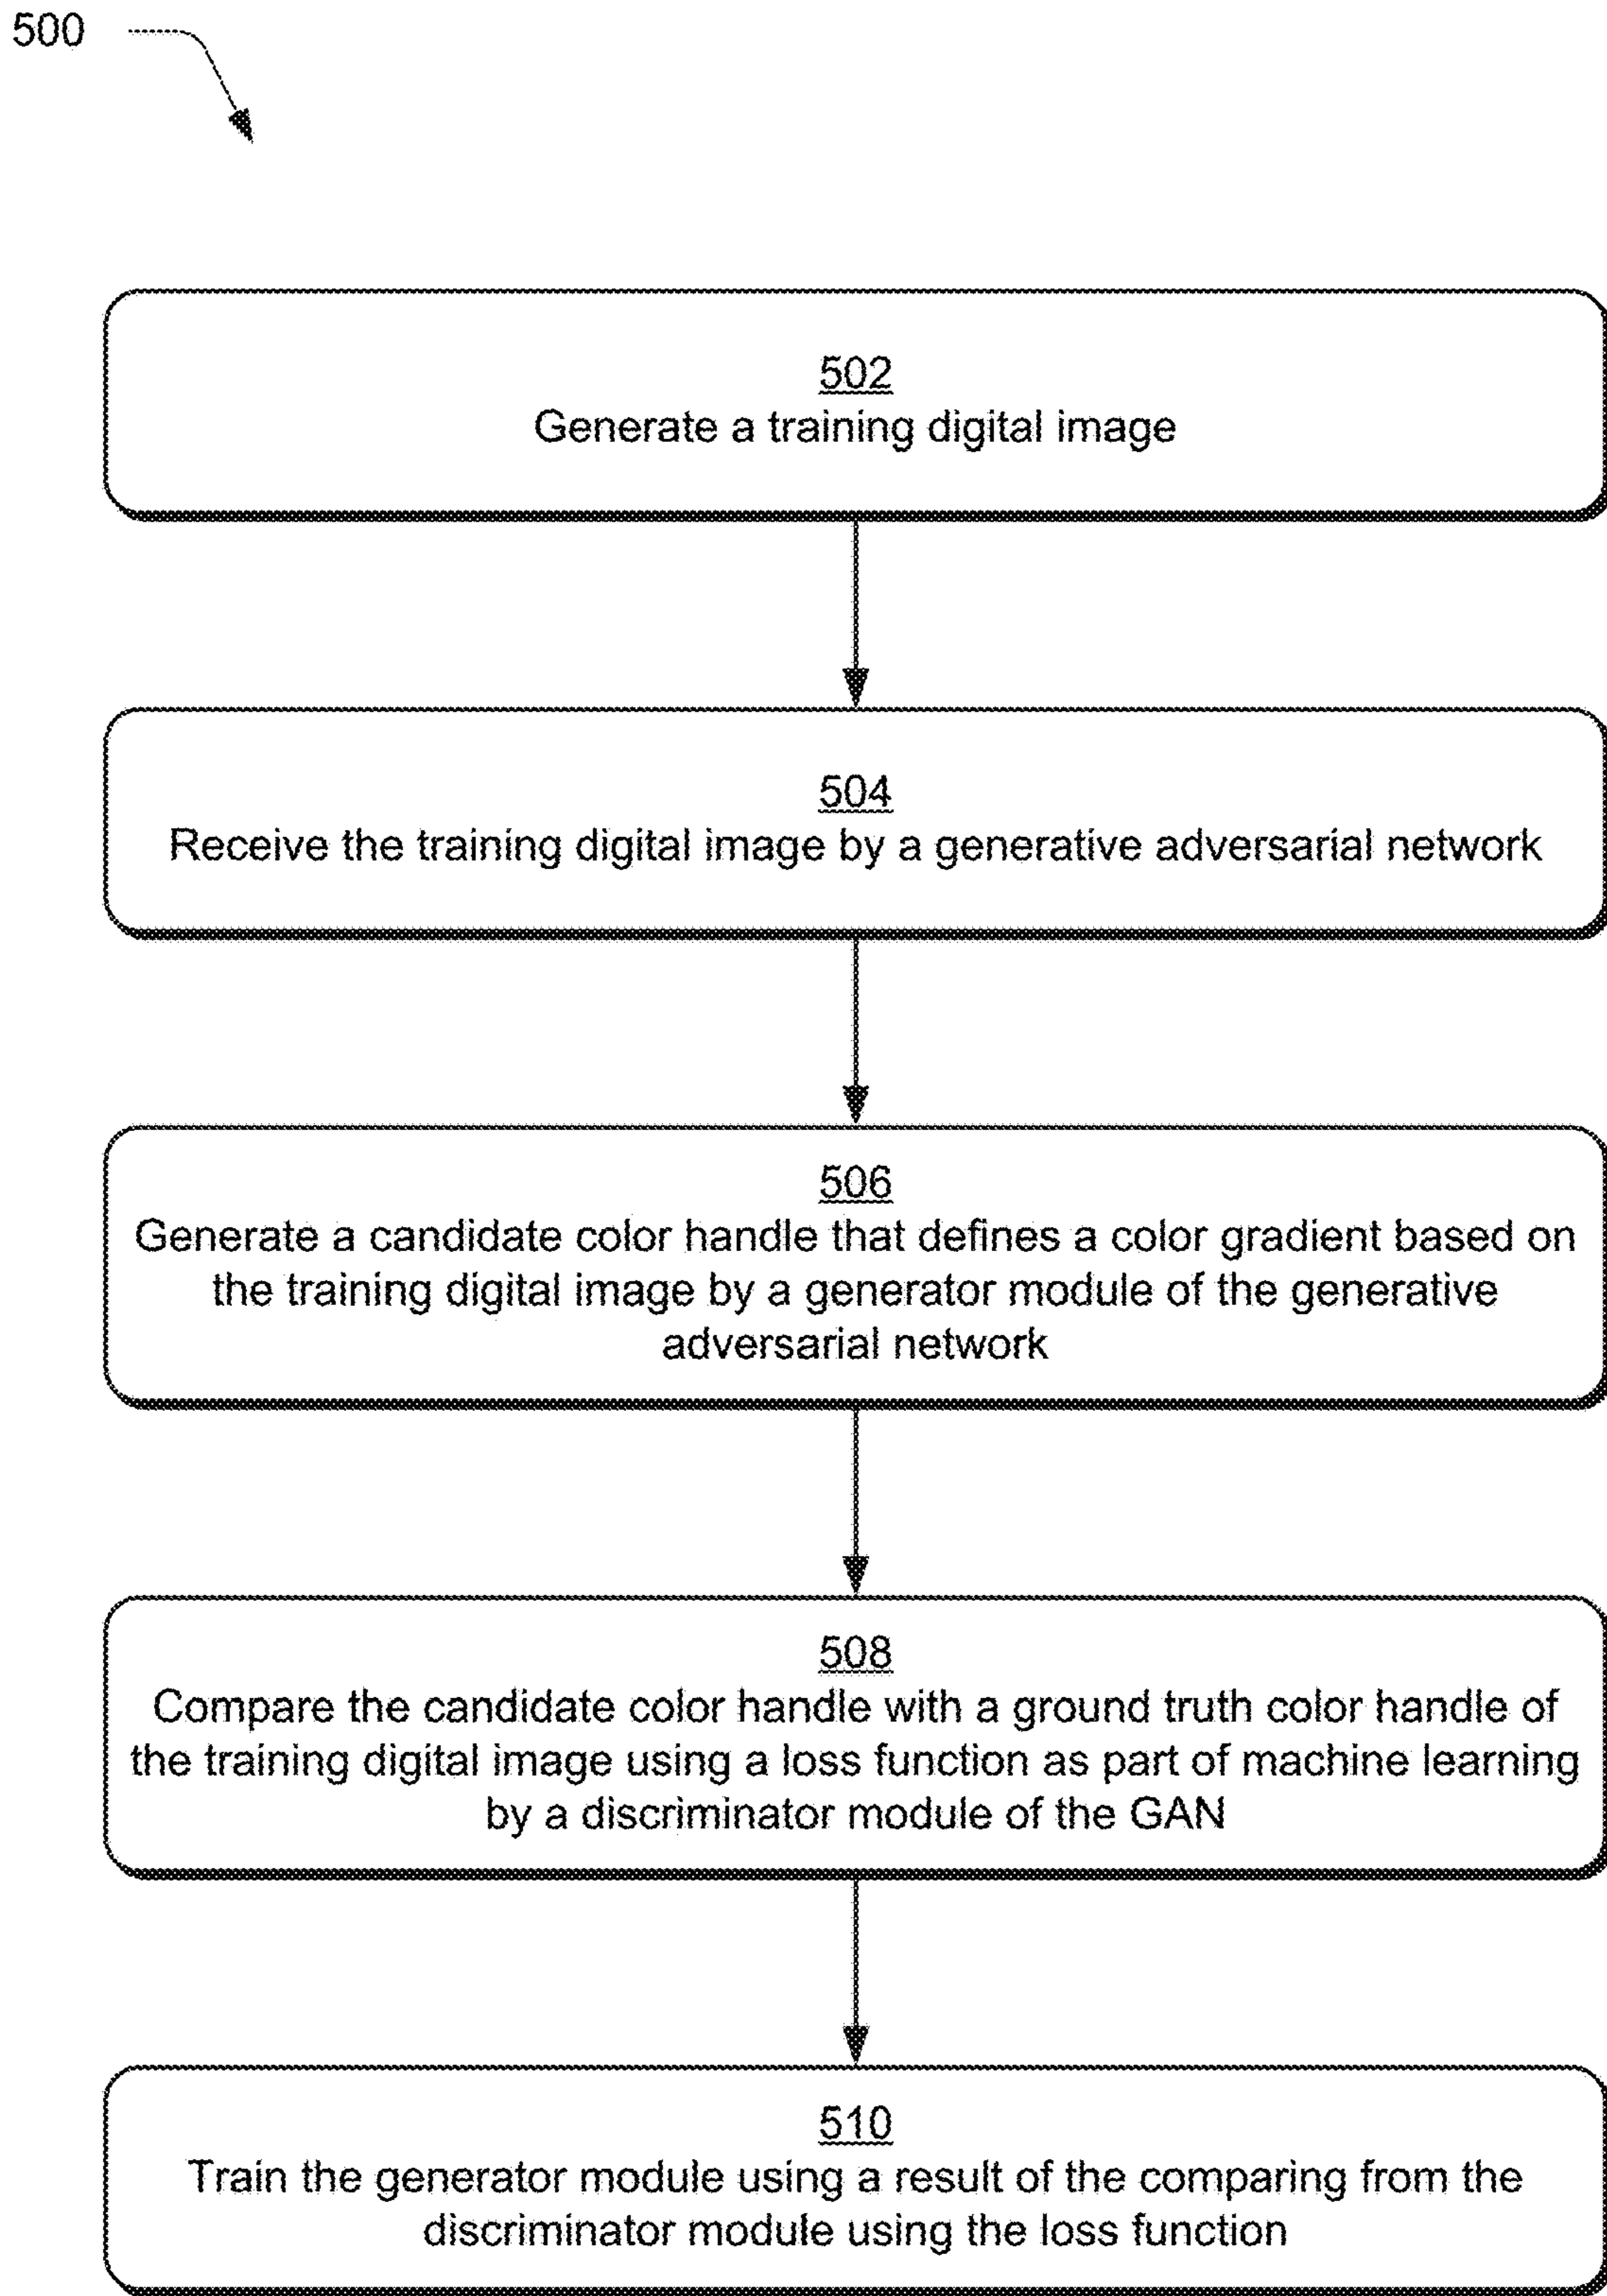 500
502
Generate a training digital image
504
Receive the training digital image by a generative adversarial network
506
Generate a candidate color handle that defines a color gradient based on
the training digital image by a generator module of the generative
adversarial network
508
Compare the candidate color handle with a ground truth color handle of
the training digital image using a loss function as part of machine learning
by a discriminator module of the GAN
510
Train the generator module using a result of the comparing from the
discriminator module using the loss function